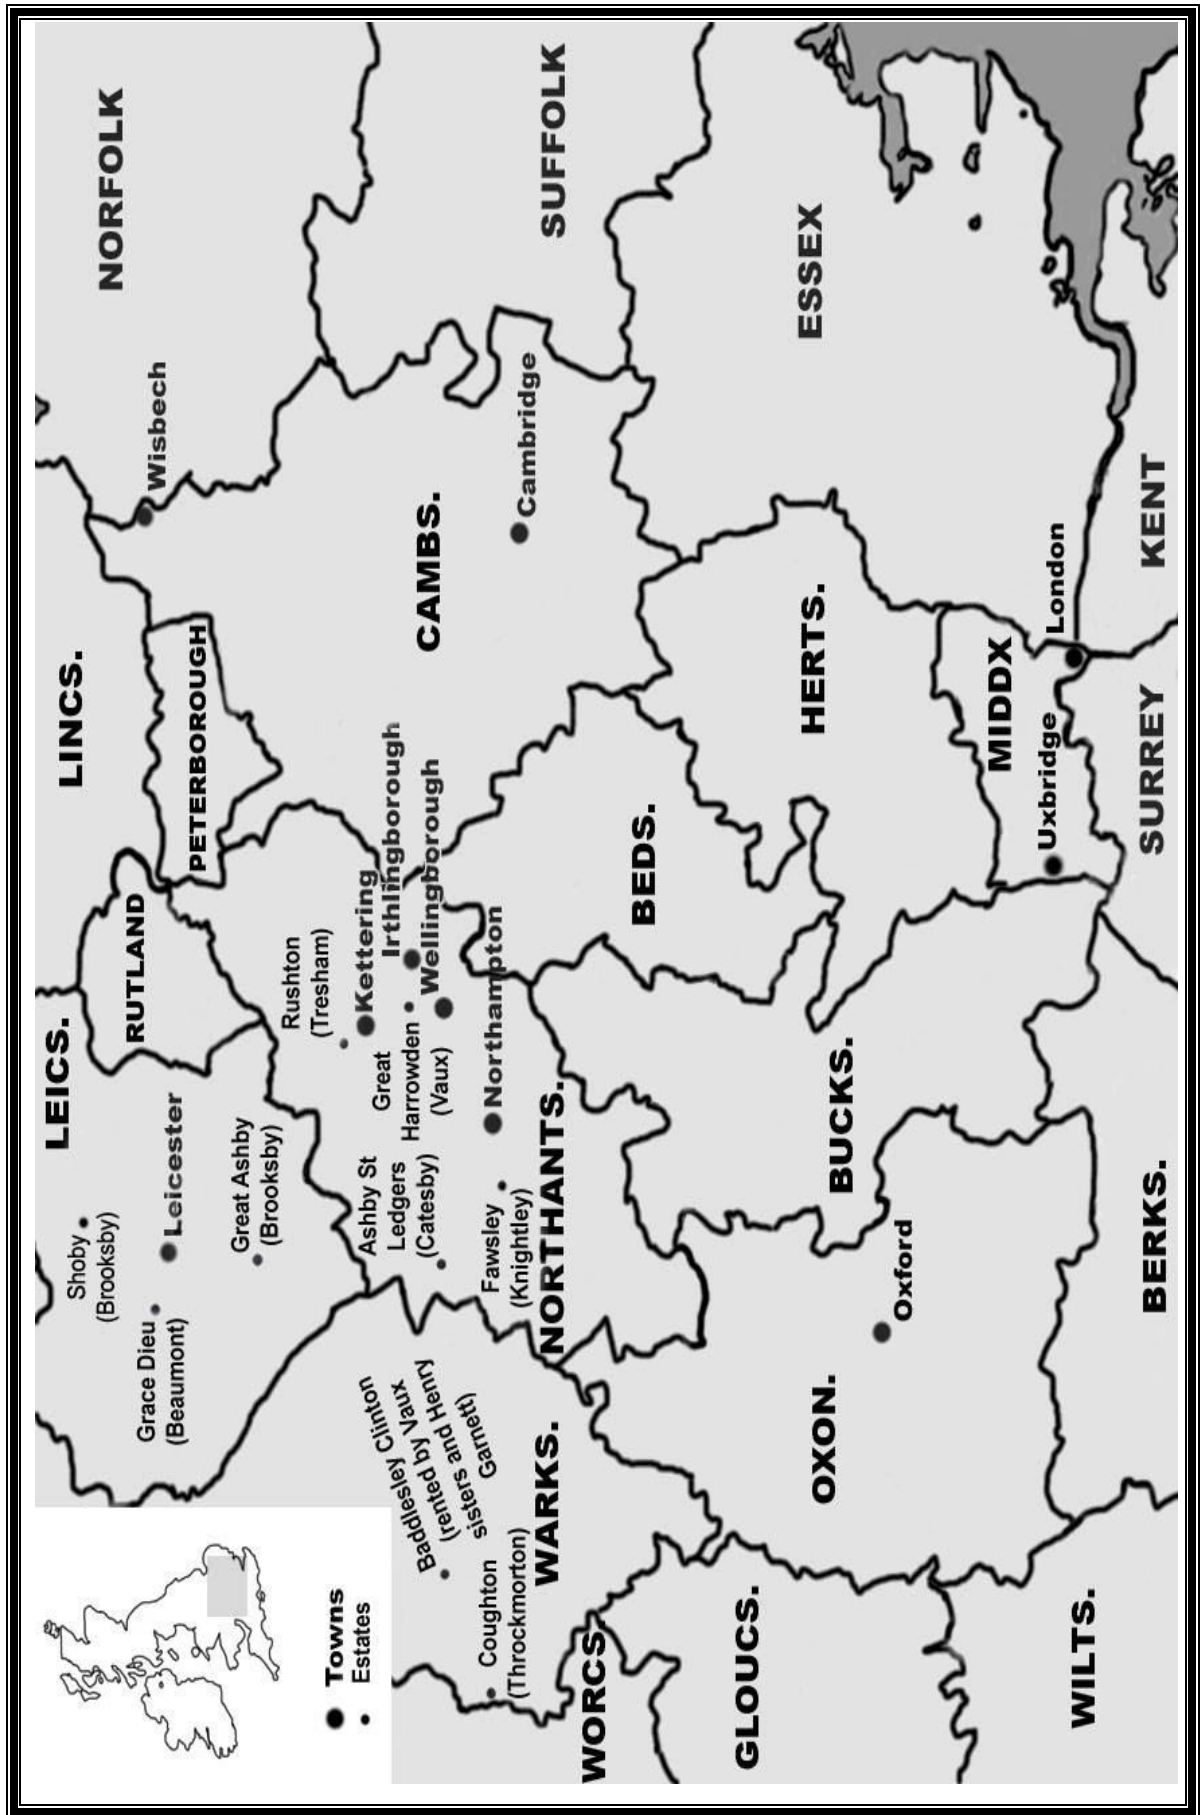 LEICS.
LINCS.
NORFOLK
Shoby
(Brooksby)
RUTLAND
Wisbech
Grace Dieu
(Beaumont)
Leicester
PETERBOROUGH
Great Ashby
(Brooksby)
Rushton
(Tresham)
Kettering
Irthlingborough
Great
Harrowden
(Vaux)
Wellingborough
Ashby St
Ledgers
(Catesby)
CAMBS.
Cambridge
SUFFOLK
Baddlesley Clinton
(rented by Vaux
sisters and Henry
Garnett)
Northampton
Fawsley
(Knightley)
Coughton
(Throckmorton)
WARKS.
NORTHANTS.
WORCS
BEDS.
GLOUCS.
OXON.
BUCKS.
HERTS.
ESSEX
Oxford
MIDDX
Uxbridge
London
WILTS.
BERKS.
SURREY
KENT
Towns
Estates